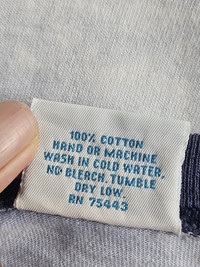 100% COTTON
HAND OR MACHINE
WASH IN COLD WATER.
NO BLEACH. TUMBLE
DRY LOW.
RN 75443